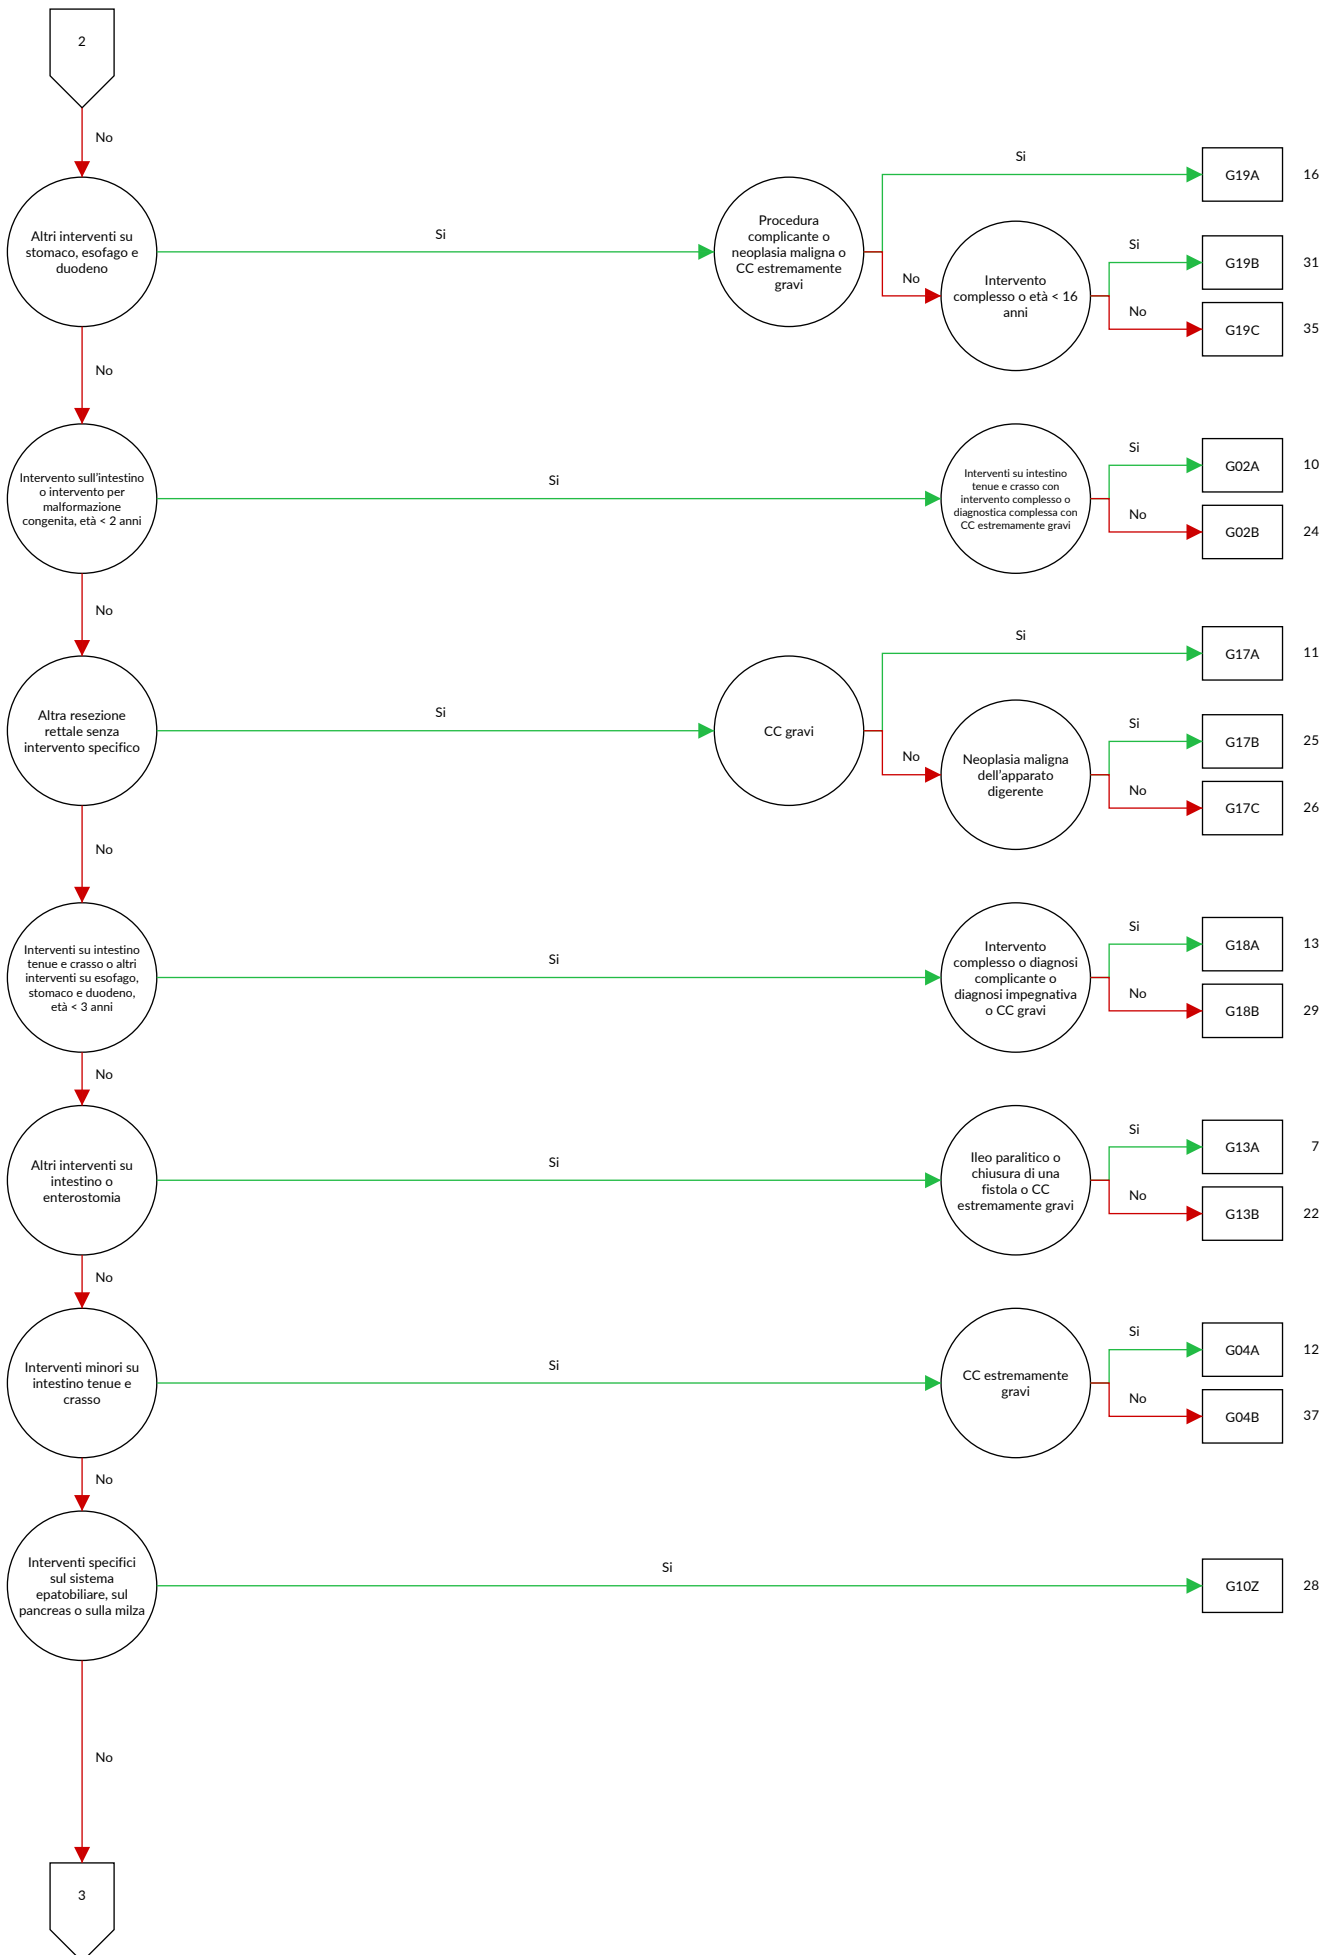 2
No
Altri interventi su
stomaco, esofago e
duodeno
Si
Procedura
complicante o
neoplasia maligna o
CC estremamente
gravi
Si
G19A
16
No
Intervento
complesso o età < 16
anni
Si
G19B
31
No
G19C
35
No
Intervento sull'intestino
o intervento per
malformazione
congenita, età < 2 anni
Si
Interventi su intestino
tenue e crasso con
intervento complesso o
diagnostica complessa con
CC estremamente gravi
Si
G02A
10
No
G02B
24
No
Altra resezione
rettale senza
intervento specifico
Si
CC gravi
Si
G17A
11
No
Neoplasia maligna
dell'apparato
digerente
Si
G17B
25
No
G17C
26
No
Interventi su intestino
tenue e crasso o altri
interventi su esofago,
stomaco e duodeno,
età < 3 anni
Si
Intervento
complesso o diagnosi
complicante o
diagnosi impegnativa
o CC gravi
Si
G18A
13
No
G18B
29
No
Altri interventi su
intestino o
enterostomia
Si
Ileo paralitico o
chiusura di una
fistola o CC
estremamente gravi
Si
G13A
7
No
G13B
22
No
Interventi minori su
intestino tenue e
crasso
Si
CC estremamente
gravi
Si
G04A
12
No
G04B
37
No
Interventi specifici
sul sistema
epatobiliare, sul
pancreas o sulla milza
Si
G10Z
28
No
3